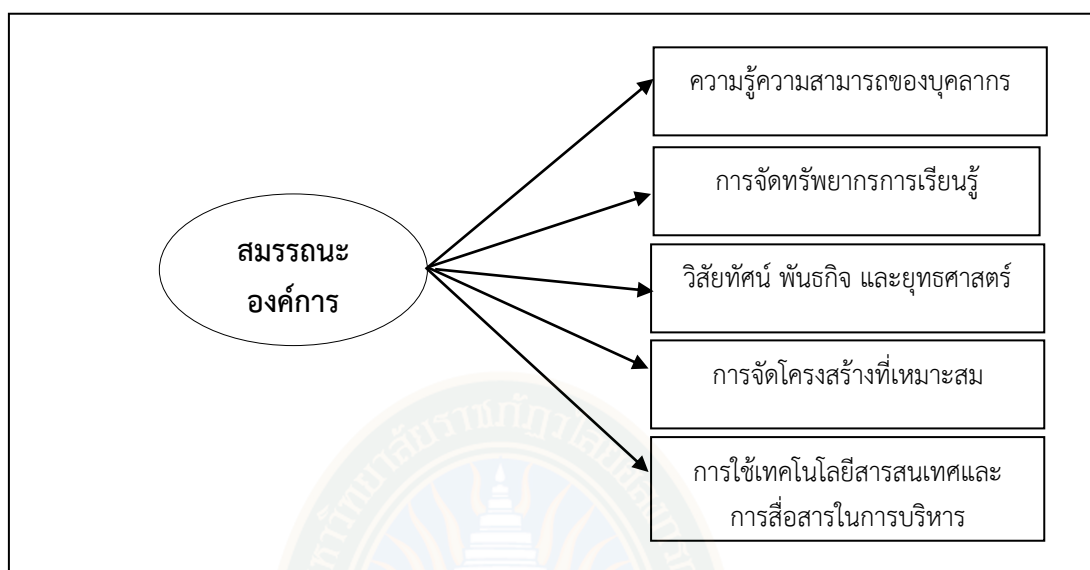 ความรู้ความสามารถของบุคลากร
การจัดทรัพยากรการเรียนรู้
สมรรถนะ
องค์การ
วิสัยทัศน์ พันธกิจ และยุทธศาสตร์
การจัดโครงสร้างที่เหมาะสม
การใช้เทคโนโลยีสารสนเทศและ
การสื่อสารในการบริหาร